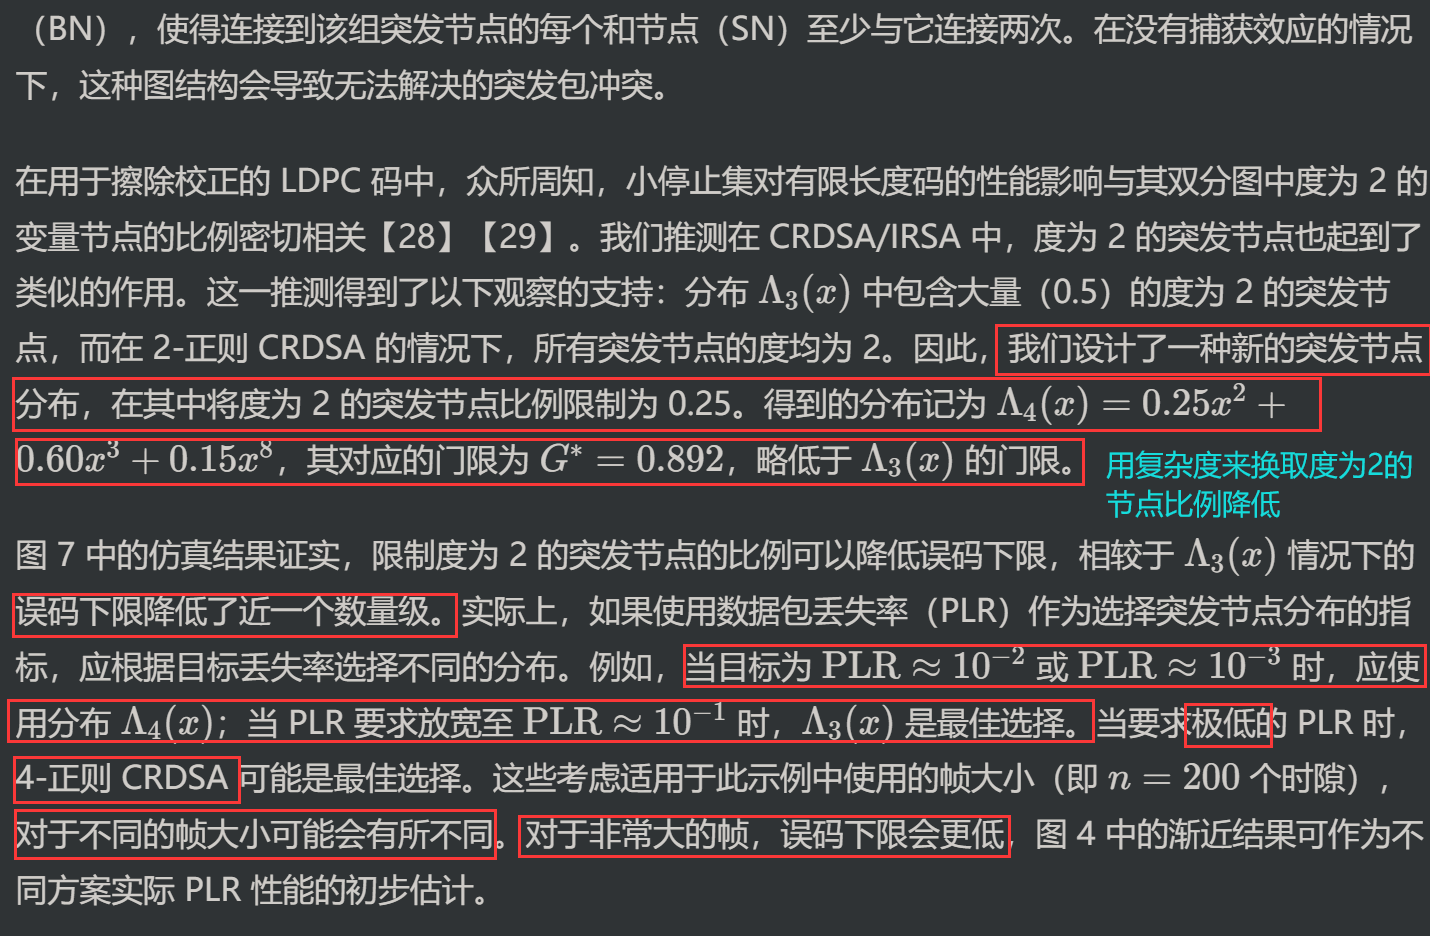 （BN），使得连接到该组突发节点的每个和节点（SN）至少与它连接两次。在没有捕获效应的情况
下，这种图结构会导致无法解决的突发包冲突。
在用于擦除校正的 LDPC 码中，众所周知，小停止集对有限长度码的性能影响与其双分图中度为 2 的
变量节点的比例密切相关【28】【29】。我们推测在 CRDSA/IRSA 中，度为 2 的突发节点也起到了
类似的作用。这一推测得到了以下观察的支持：分布 Λ₃(x) 中包含大量（0.5）的度为 2 的突发节
点，而在 2-正则 CRDSA 的情况下，所有突发节点的度均为 2。因此，我们设计了一种新的突发节点
分布，在其中将度为 2 的突发节点比例限制为 0.25。得到的分布记为 Λ₄(x) = 0.25x² +
0.60x³ + 0.15x⁸，其对应的门限为 G* = 0.892，略低于 Λ₃(x) 的门限。
用复杂度来换取度为2的
节点比例降低
图 7 中的仿真结果证实，限制度为 2 的突发节点的比例可以降低误码下限，相较于 Λ₃(x) 情况下的
误码下限降低了近一个数量级。实际上，如果使用数据包丢失率（PLR）作为选择突发节点分布的指
标，应根据目标丢失率选择不同的分布。例如，当目标为 PLR ≈ 10⁻² 或 PLR ≈ 10⁻³ 时，应使
用分布 Λ₄(x)；当 PLR 要求放宽至 PLR ≈ 10⁻¹ 时，Λ₃(x) 是最佳选择。当要求极低的 PLR 时，
4-正则 CRDSA 可能是最佳选择。这些考虑适用于此示例中使用的帧大小（即 n = 200 个时隙），
对于不同的帧大小可能会有所不同。对于非常大的帧，误码下限会更低，图 4 中的渐近结果可作为不
同方案实际 PLR 性能的初步估计。